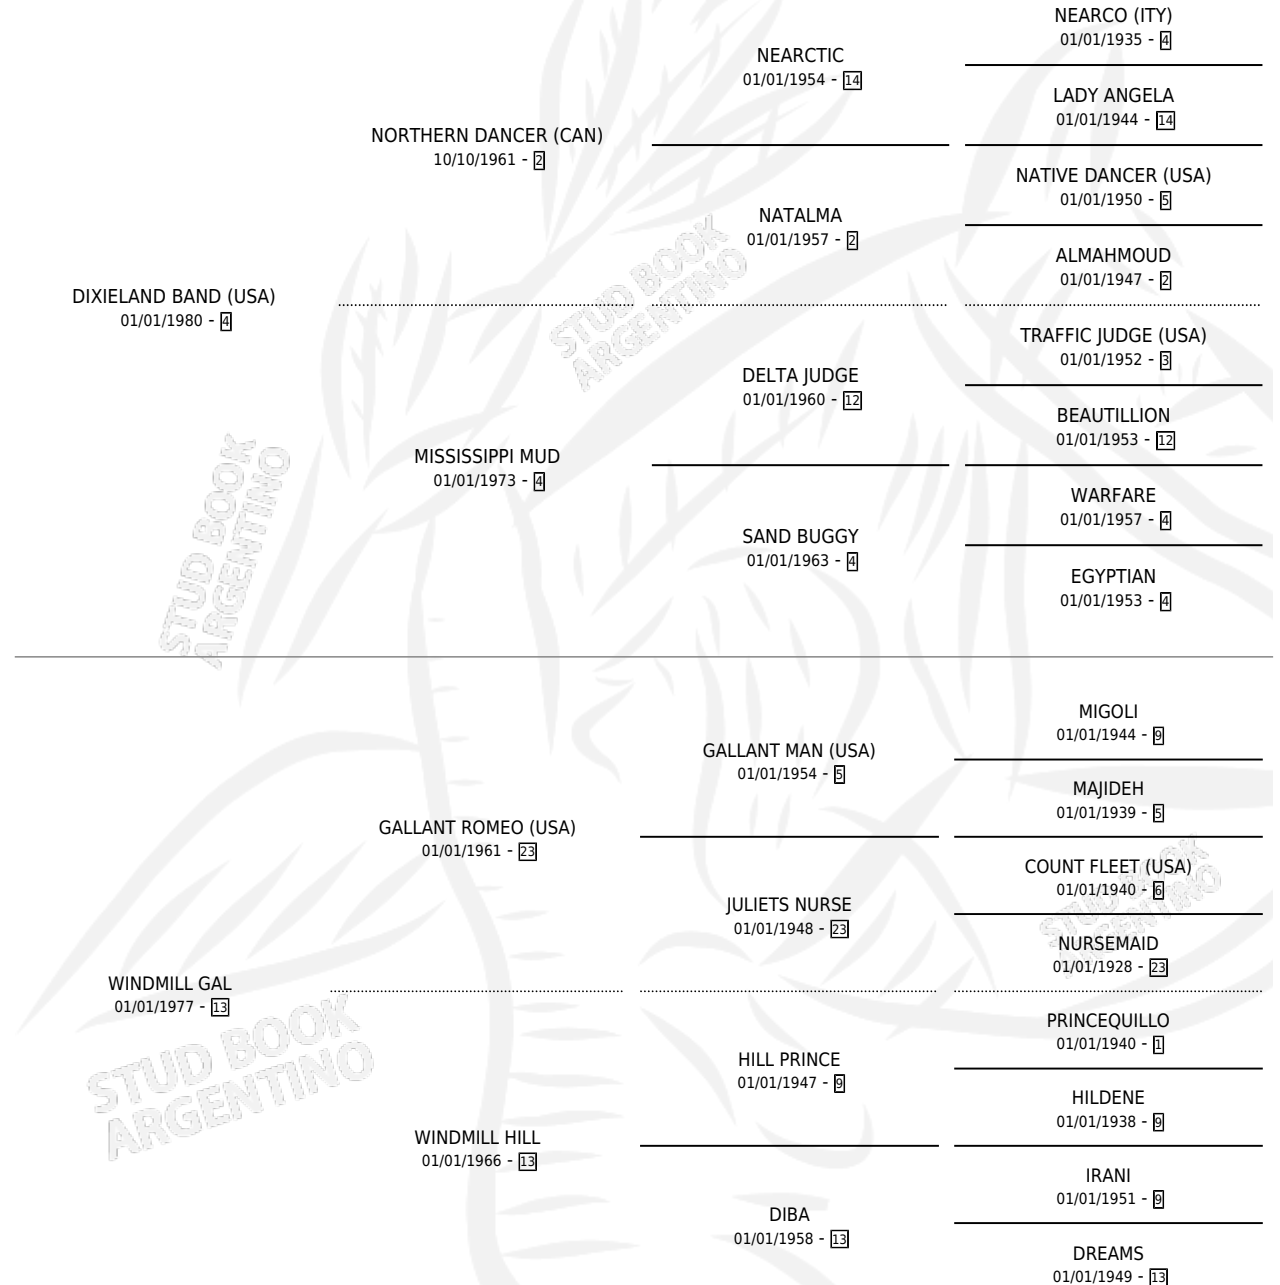 NEARCO (ITY)
01/01/1935 - 4
NEARCTIC
01/01/1954 - 14
LADY ANGELA
01/01/1944 - 14
NORTHERN DANCER (CAN)
10/10/1961 - 2
NATIVE DANCER (USA)
01/01/1950 - 5
NATALMA
01/01/1957 - 2
ALMAHMOUD
01/01/1947 - 2
DIXIELAND BAND (USA)
01/01/1980 - 4
TRAFFIC JUDGE (USA)
01/01/1952 - 3
DELTA JUDGE
01/01/1960 - 12
BEAUTILLION
01/01/1953 - 12
MISSISSIPPI MUD
01/01/1973 - 4
WARFARE
01/01/1957 - 4
SAND BUGGY
01/01/1963 - 4
EGYPTIAN
01/01/1953 - 4
MIGOLI
01/01/1944 - 9
GALLANT MAN (USA)
01/01/1954 - 5
MAJIDEH
01/01/1939 - 5
GALLANT ROMEO (USA)
01/01/1961 - 23
COUNT FLEET (USA)
01/01/1940 - 6
JULIETS NURSE
01/01/1948 - 23
NURSEMAID
01/01/1928 - 23
WINDMILL GAL
01/01/1977 - 13
PRINCEQUILLO
01/01/1940 - 1
HILL PRINCE
01/01/1947 - 9
HILDENE
01/01/1938 - 9
WINDMILL HILL
01/01/1966 - 13
IRANI
01/01/1951 - 9
DIBA
01/01/1958 - 13
DREAMS
01/01/1949 - 13
STUD BOOK
ARGENTINO
STUD BOOK
ARGENTINO
STUD BOOK
ARGENTINO
STUD BOOK
ARGENTINO